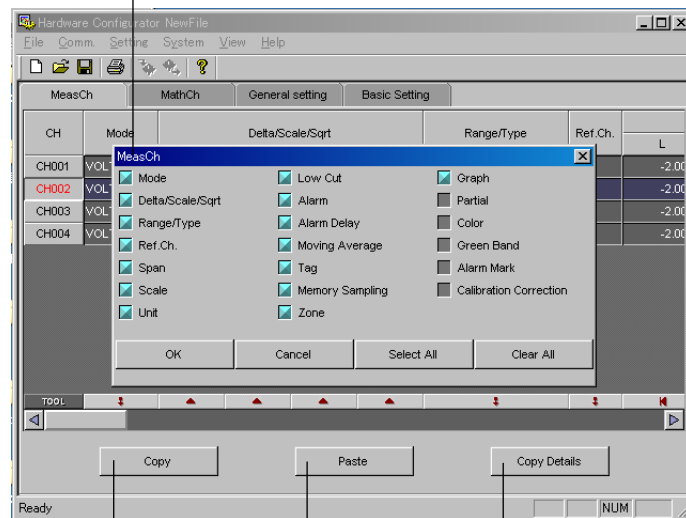 Hardware Configurator NewFile
File Comm. Setting System View Help
MeasCh MathCh General setting Basic Setting
CH Mode Delta/Scale/Sqrt Range/Type Ref.Ch.
L
CH001 VOLT -2.00
CH002 VOL -2.00
CH003 VOL -2.00
CH004 VOL -2.00
MeasCh
Mode Low Cut Graph
Delta/Scale/Sqrt Alarm Partial
Range/Type Alarm Delay Color
Ref.Ch. Moving Average Green Band
Span Tag Alarm Mark
Scale Memory Sampling Calibration Correction
Unit Zone
OK Cancel Select All Clear All
TOOL
Copy Paste Copy Details
Ready NUM